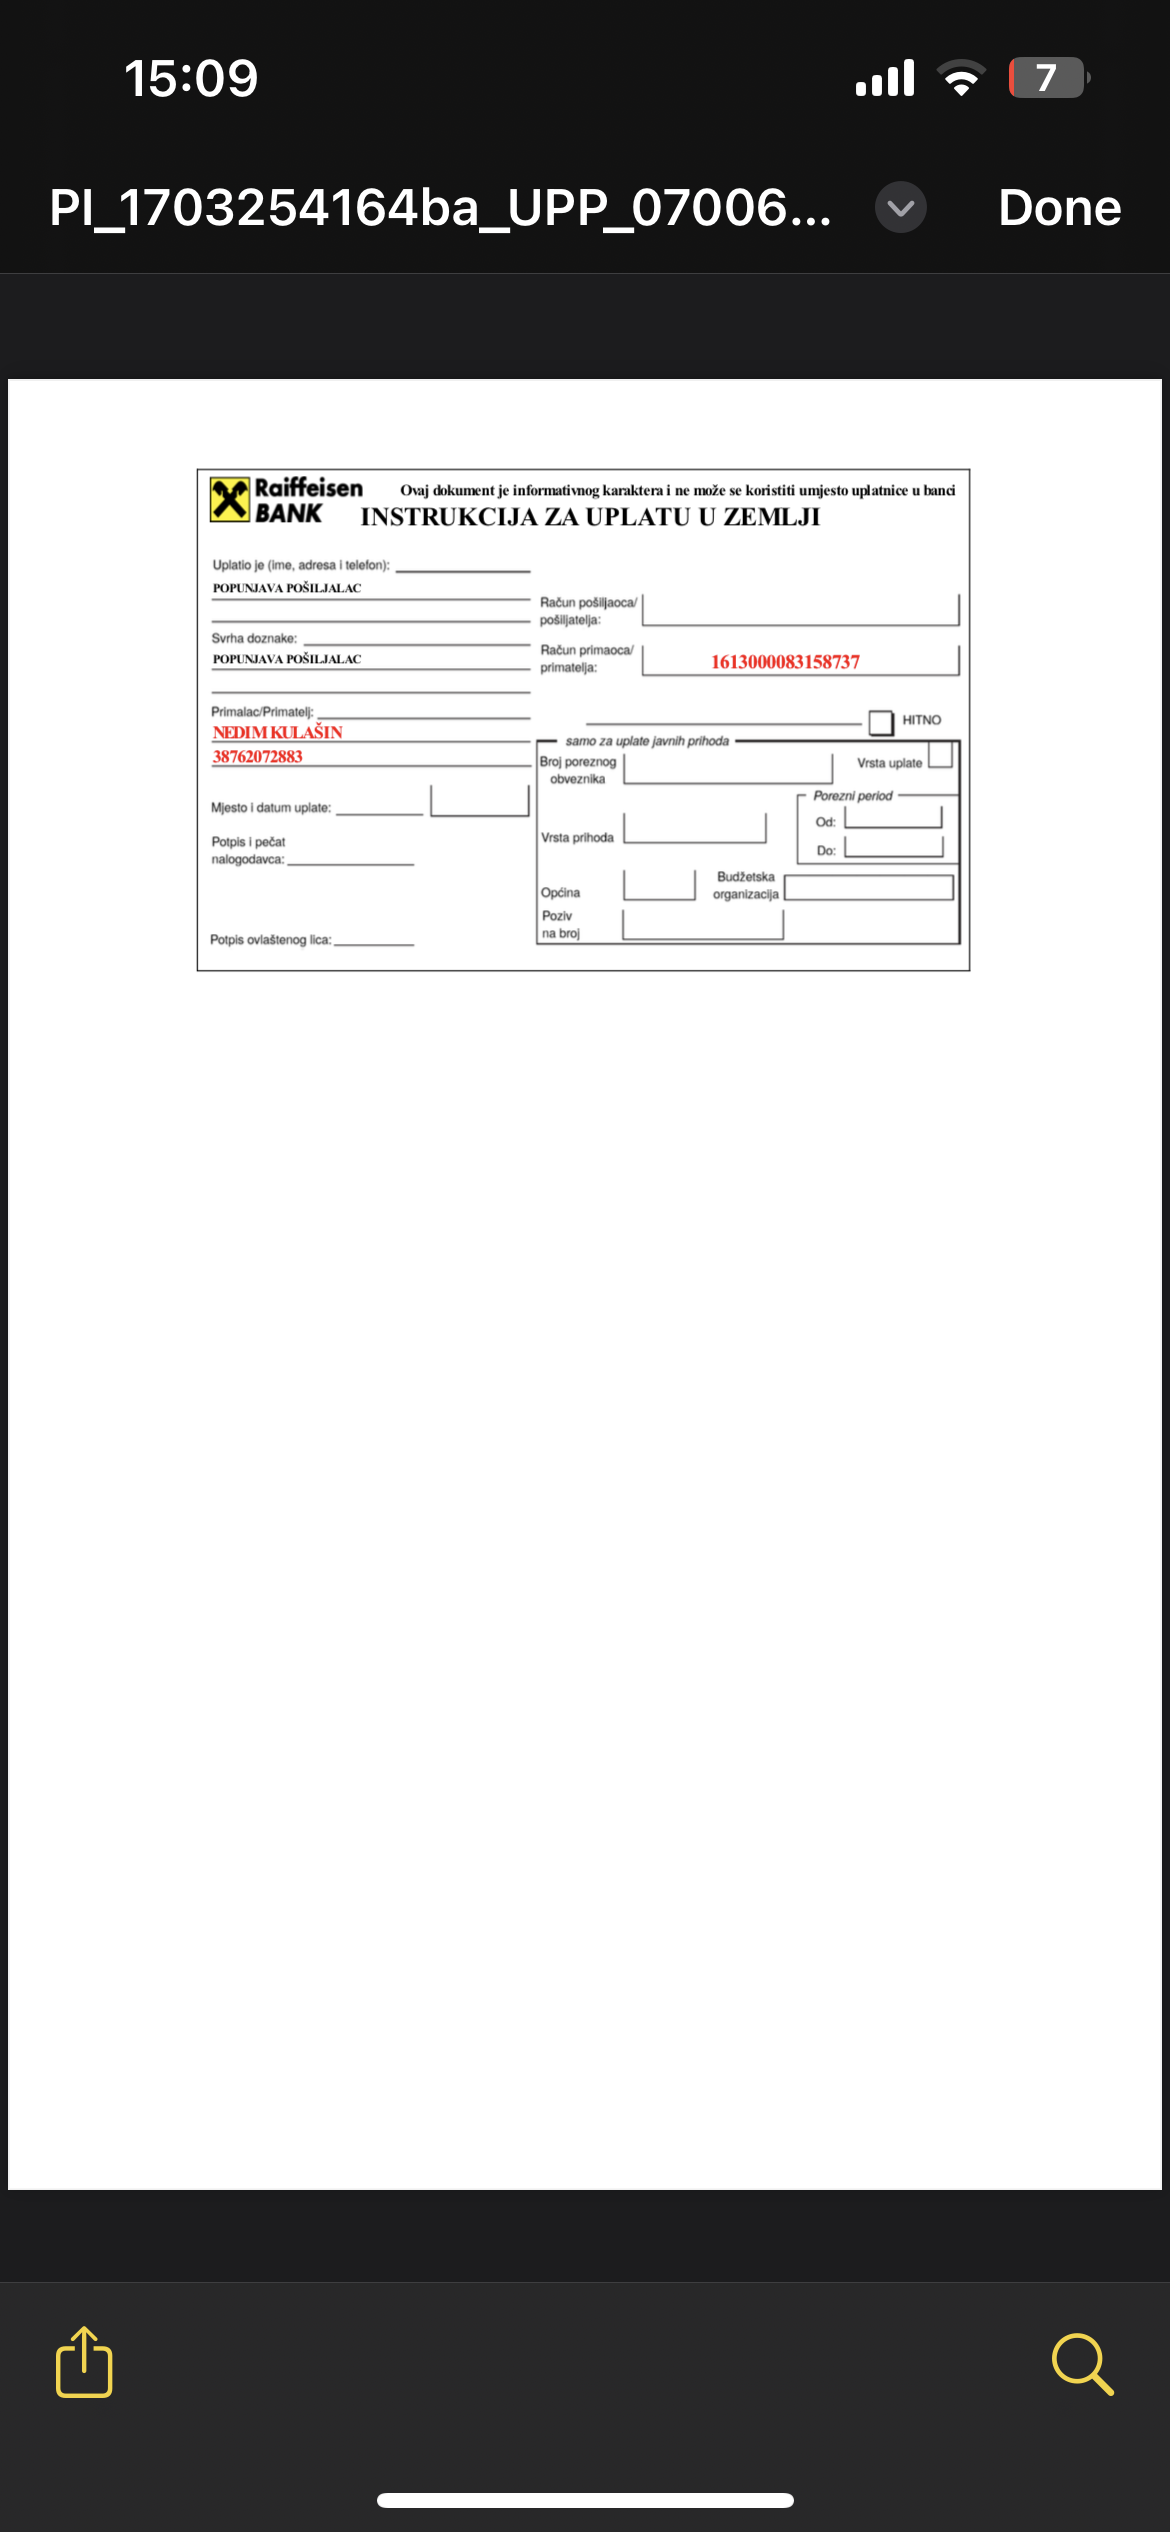 15:09
7
PI_1703254164ba_UPP_07006...
Done
Raiffeisen
BANK
Ovaj dokument je informativnog karaktera i ne može se koristiti umjesto uplatnice u banci
INSTRUKCIJA ZA UPLATU U ZEMLJI
Uplatio je (ime, adresa i telefon):
POPUNJAVA POŠILJALAC
Svrha doznake:
POPUNJAVA POŠILJALAC
Primalac/Primatelj:
NEDIM KULAŠIN
38762072883
Mjesto i datum uplate:
Potpis i pečat
nalogodavca:
Potpis ovlaštenog lica:
Račun pošiljaoca/
pošiljatelja:
Račun primaoca/
primatelja:
1613000083158737
HITNO
samo za uplate javnih prihoda
Broj poreznog
obveznika
Vrsta uplate
Porezni period
Od:
Do:
Vrsta prihoda
Općina
Budžetska
organizacija
Poziv
na broj